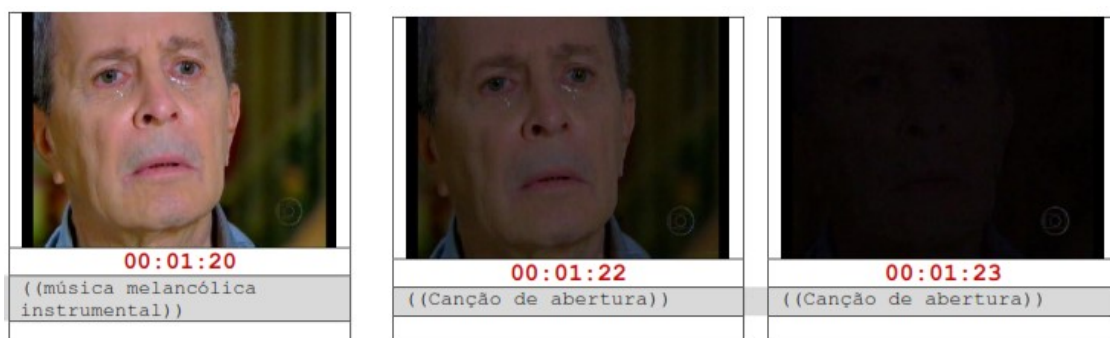 00:01:20
((música melancólica
instrumental))
00:01:22
((Canção de abertura))
00:01:23
((Canção de abertura))